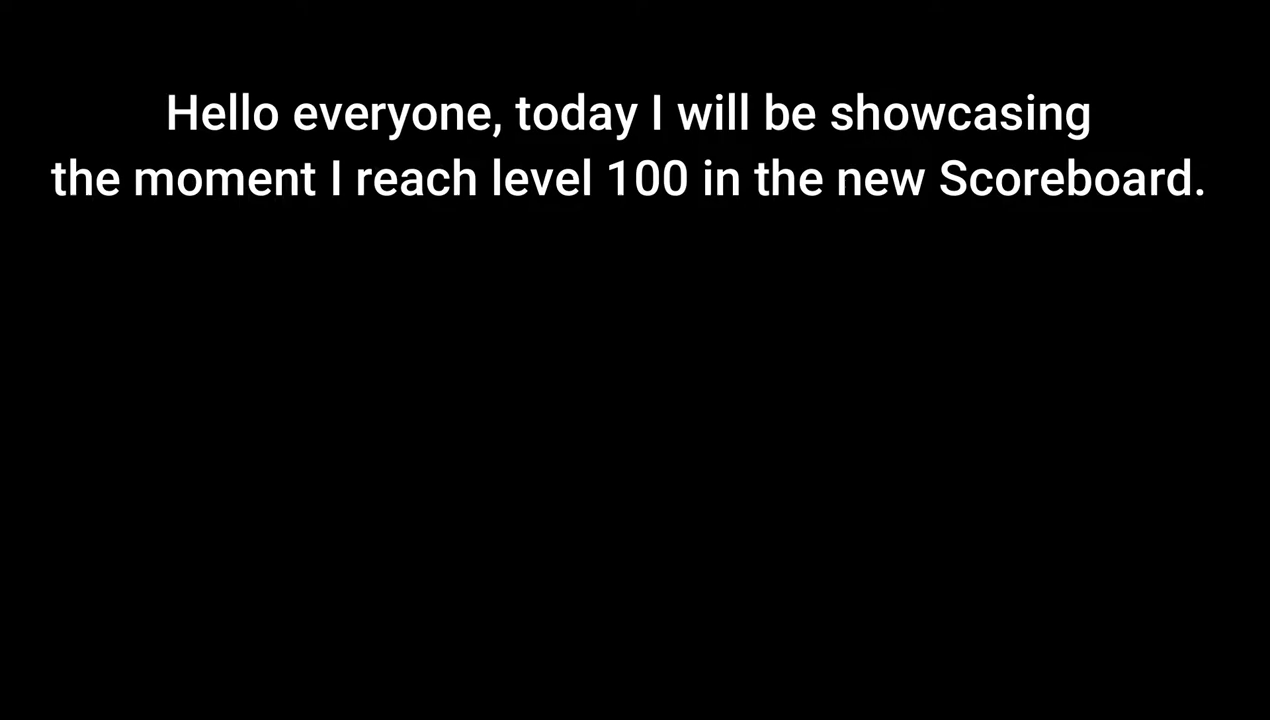 Hello everyone, today I will be showcasing
the moment I reach level 100 in the new Scoreboard.